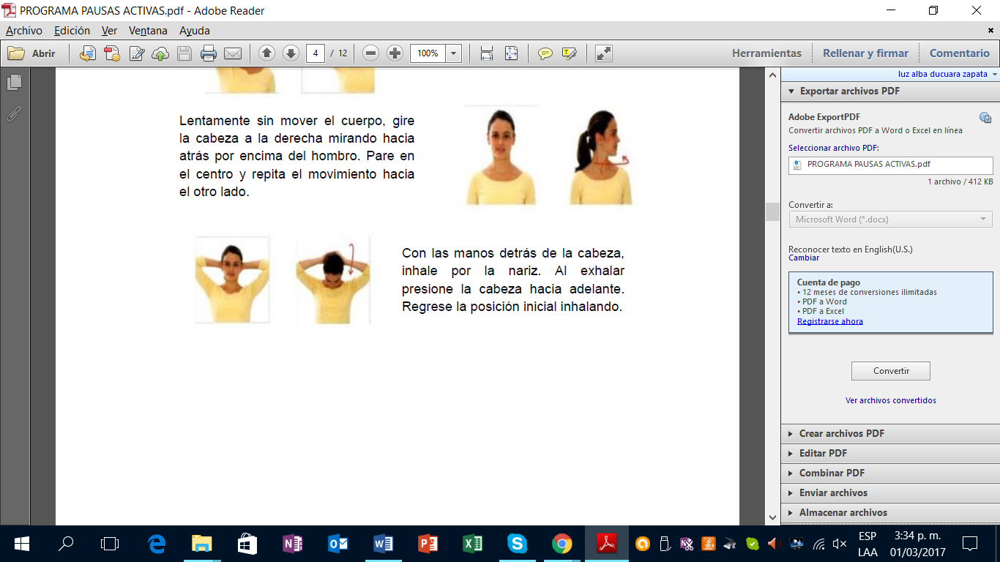 PROGRAMA PAUSAS ACTIVAS.pdf - Adobe Reader
Archivo Edición Ver Ventana Ayuda
Abrir 4 / 12 100% Herramientas Rellenar y firmar Comentario
luz alba ducuara zapata
Lentamente sin mover el cuerpo, gire
la cabeza a la derecha mirando hacia
atrás por encima del hombro. Pare en
el centro y repita el movimiento hacia
el otro lado.
Con las manos detrás de la cabeza,
inhale por la nariz. Al exhalar
presione la cabeza hacia adelante.
Regrese la posición inicial inhalando.
Exportar archivos PDF
Adobe ExportPDF
Convertir archivos PDF a Word o Excel en línea
Seleccionar archivo PDF:
PROGRAMA PAUSAS ACTIVAS.pdf
1 archivo / 412 KB
Convertir a:
Microsoft Word (*.docx)
Reconocer texto en English(U.S.)
Cambiar
Cuenta de pago
• 12 meses de conversiones ilimitadas
• PDF a Word
• PDF a Excel
Registrarse ahora
Convertir
Ver archivos convertidos
Crear archivos PDF
Editar PDF
Combinar PDF
Enviar archivos
Almacenar archivos
ESP 3:34 p. m.
LAA 01/03/2017